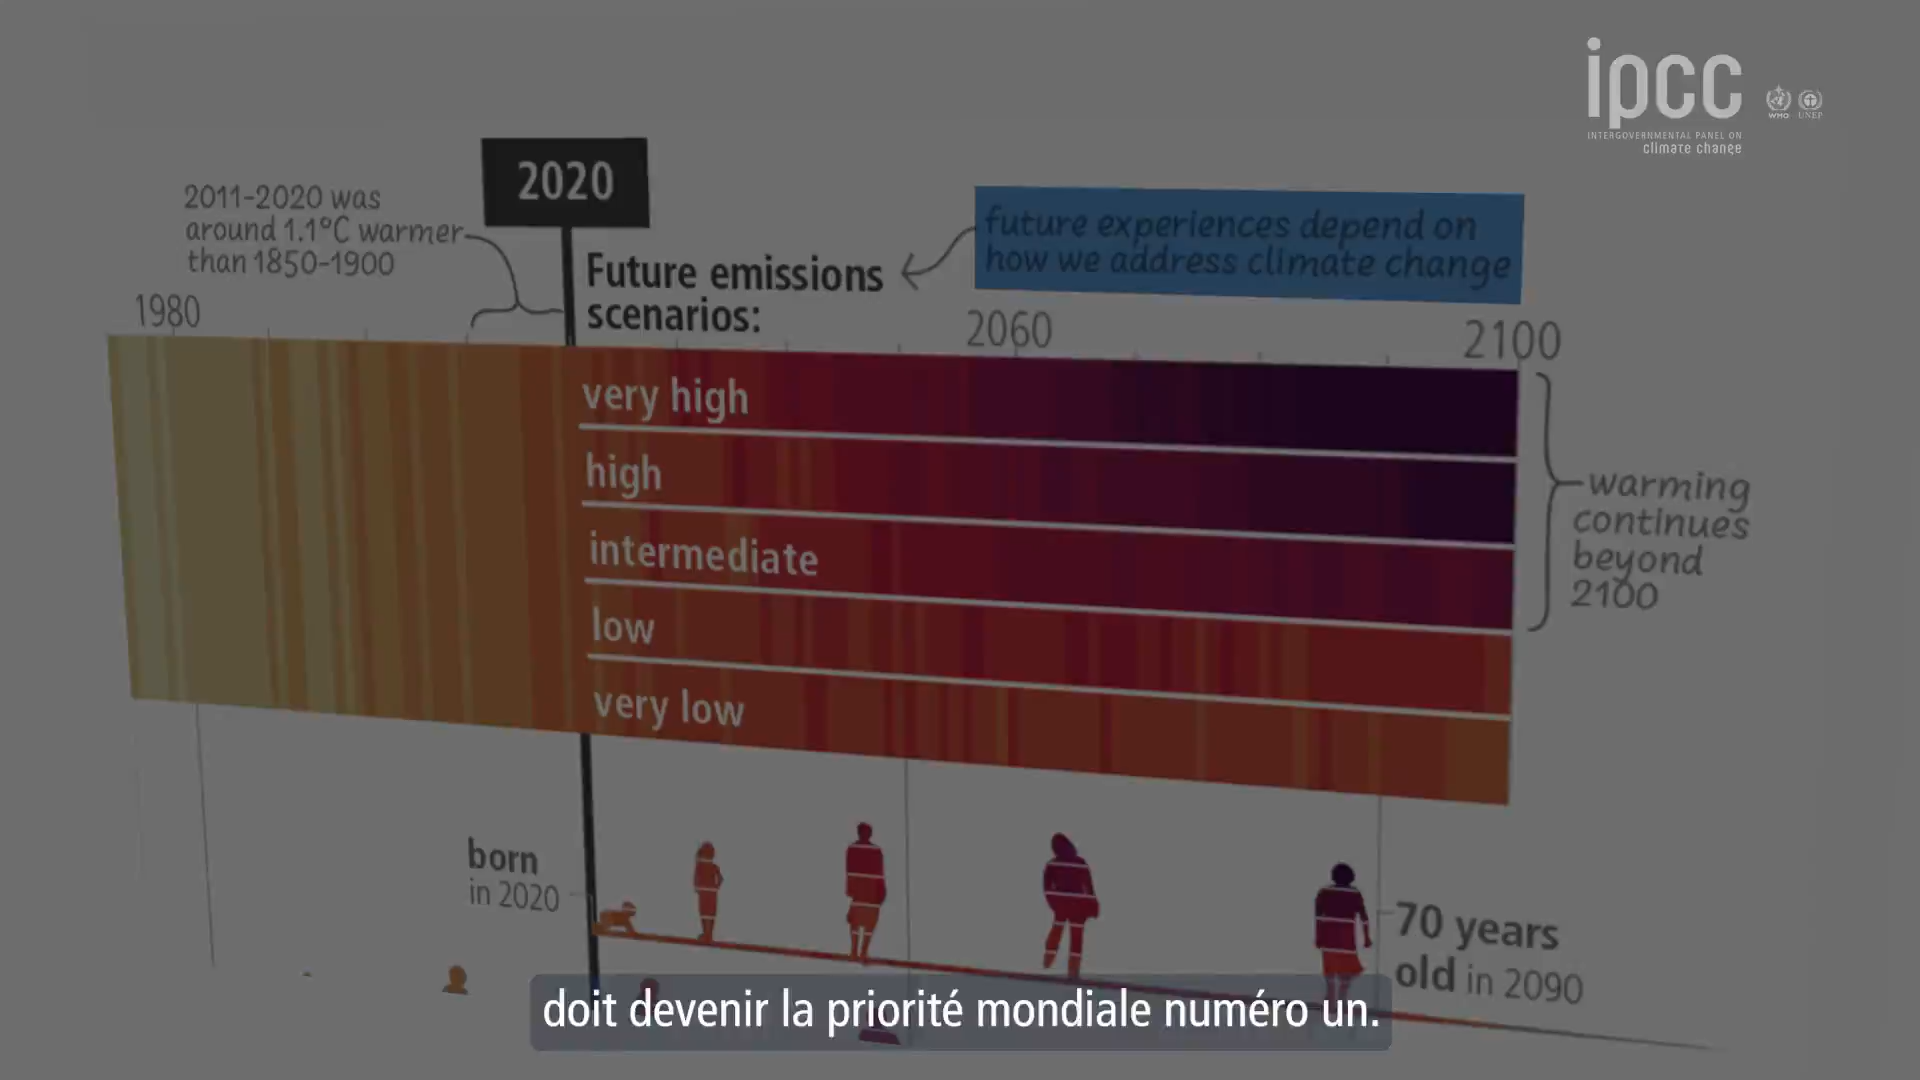 ipcc
WMO UNEP
INTERGOVERNMENTAL PANEL ON
climate change
2020
2011-2020 was
around 1.1°C warmer
than 1850-1900
future experiences depend on
how we address climate change
Future emissions
scenarios:
1980
2060
2100
very high
high
intermediate
low
very low
warming
continues
beyond
2100
born
in 2020
70 years
old in 2090
doit devenir la priorité mondiale numéro un.